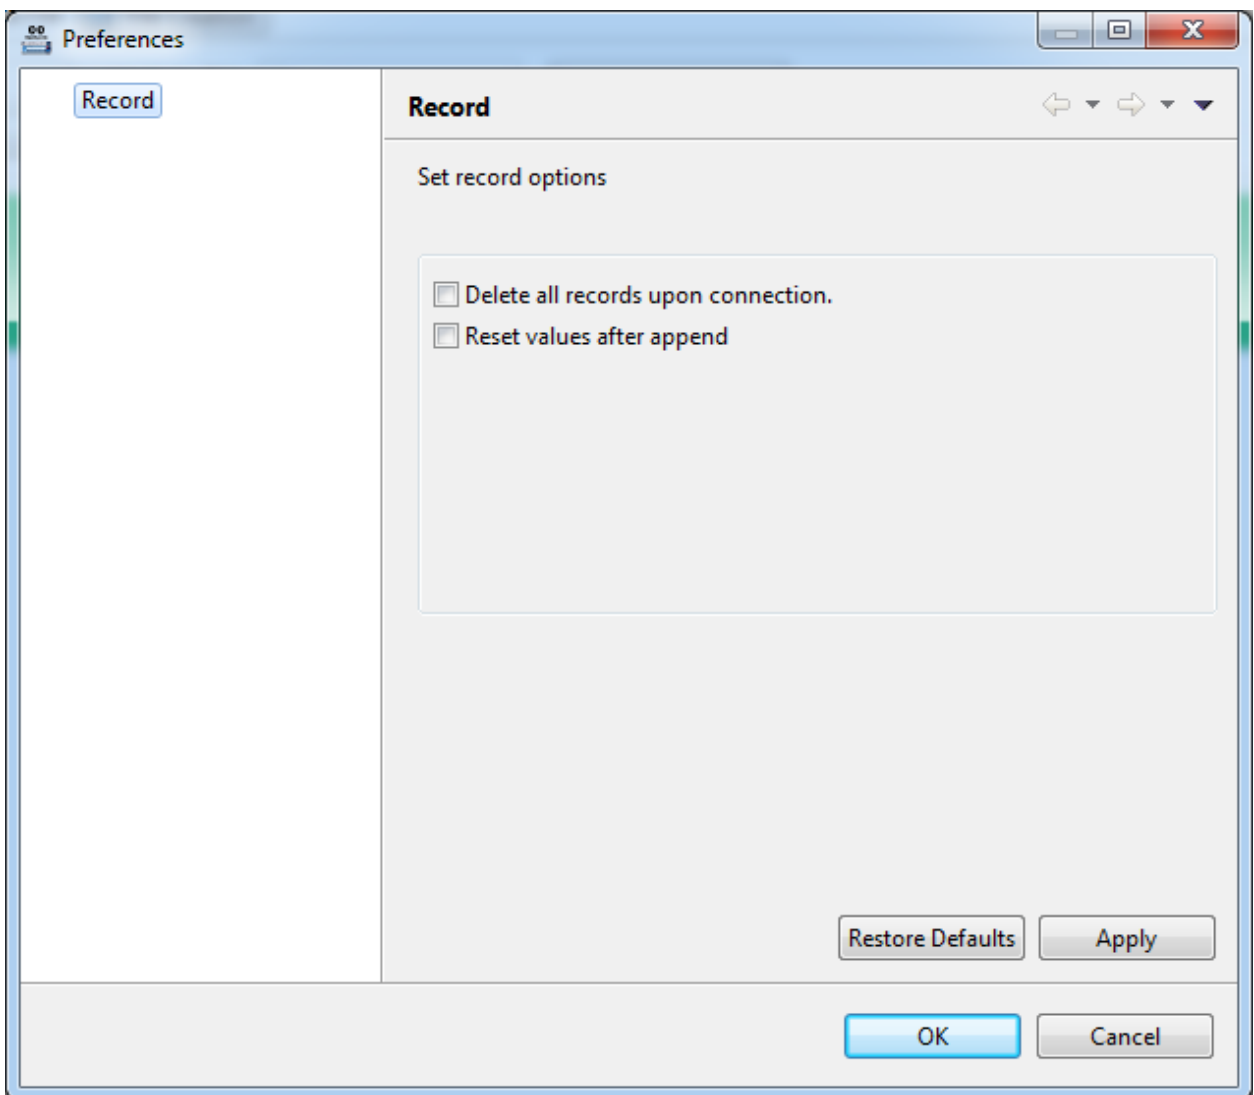 Preferences
Record
Record
Set record options
Delete all records upon connection.
Reset values after append
Restore Defaults
Apply
OK
Cancel